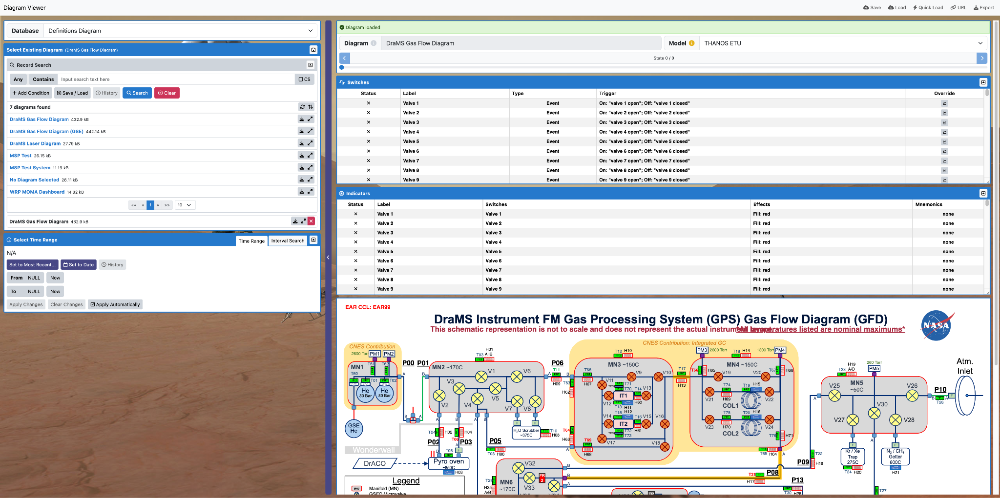 Diagram Viewer
Save Load Quick Load URL Export
Database Definitions Diagram
Select Existing Diagram (DraMS Gas Flow Diagram)
Record Search
Any Contains Input search text here CS
Add Condition Save / Load History Search Clear
7 diagrams found
DraMS Gas Flow Diagram 432.9 kB
DraMS Gas Flow Diagram (GSE) 442.14 kB
DraMS Laser Diagram 27.79 kB
MSP Test 26.15 kB
MSP Test System 11.19 kB
No Diagram Selected 26.11 kB
WRP MOMA Dashboard 14.82 kB
«« « 1 » »» 10
DraMS Gas Flow Diagram 432.9 kB
Select Time Range Time Range Interval Search
N/A
Set to Most Recent... Set to Date History
From NULL Now
To NULL Now
Apply Changes Clear Changes Apply Automatically
Diagram loaded
Diagram DraMS Gas Flow Diagram Model THANOS ETU
State 0 / 0
Switches
Status Label Type Trigger Override
Valve 1 Event On: "valve 1 open"; Off: "valve 1 closed"
Valve 2 Event On: "valve 2 open"; Off: "valve 2 closed"
Valve 3 Event On: "valve 3 open"; Off: "valve 3 closed"
Valve 4 Event On: "valve 4 open"; Off: "valve 4 closed"
Valve 5 Event On: "valve 5 open"; Off: "valve 5 closed"
Valve 6 Event On: "valve 6 open"; Off: "valve 6 closed"
Valve 7 Event On: "valve 7 open"; Off: "valve 7 closed"
Valve 8 Event On: "valve 8 open"; Off: "valve 8 closed"
Valve 9 Event On: "valve 9 open"; Off: "valve 9 closed"
Indicators
Status Label Switches Effects Mnemonics
Valve 1 Valve 1 Fill: red none
Valve 2 Valve 2 Fill: red none
Valve 3 Valve 3 Fill: red none
Valve 4 Valve 4 Fill: red none
Valve 5 Valve 5 Fill: red none
Valve 6 Valve 6 Fill: red none
Valve 7 Valve 7 Fill: red none
Valve 8 Valve 8 Fill: red none
Valve 9 Valve 9 Fill: red none
EAR CCL: EAR99
DraMS Instrument FM Gas Processing System (GPS) Gas Flow Diagram (GFD)
This schematic representation is not to scale and does not represent the actual instrument layout.
*All temperatures listed are nominal maximums*
NASA
CNES Contribution
2600 Torr PM1 PM2
MN1 T61 T62
T60 T01 T02
He 80 Bar
He 80 Bar
GSE He
P00 P01
A B
MN2 ~170C
T03 H01 AIIB
V1 V6 V3 V5 V2 V4 V7 V8
B A
A B A A
T04 H02 H04
T06
P02 P03
T05
Pyro oven ~850C
H03
H2O Scrubber ~375C
T10 H08
F F
P05
T08 H06
Wonderwall
DrACO
Legend
Manifold (MN)
GSFC Microvalve
P06
T11 H09
T63 H62
T64 H63
CNES Contribution: Integrated GC
T12 H10
MN3 ~150C
T68 H67
V9 V10 V11
T71 T70 T14 V13
IT1
V12 H60
T13 H11
T15 H12
V14 T16 V15 V16
IT2
H61
T72 T73
V17 V18
T69 H68
T17 H13
PM3 2600 Torr T18 H14 1300 Torr PM4
MN4 ~150C
T66 H65 T67 H66
V19 V20
T74 T19 H15
V21 H69 V22
COL1
T75 T20 H16
V23 H70 V24
COL2
T76 H71
T65 H64 A
T21 P08
H17
P09
T22 H18
P13
T30 H26
MN5 ~50C
T23 H19 A/B
260 Torr PM5
V25 V26 V30 V27 V28
P10
B A F
T26
Atm. Inlet
Kr / Xe Trap 275C
T24 H20
N2 / CH4 Getter 600C
H21
T27
MN6 ~170C
V32 V33
FR 2
T29 H25 A/B
B B A